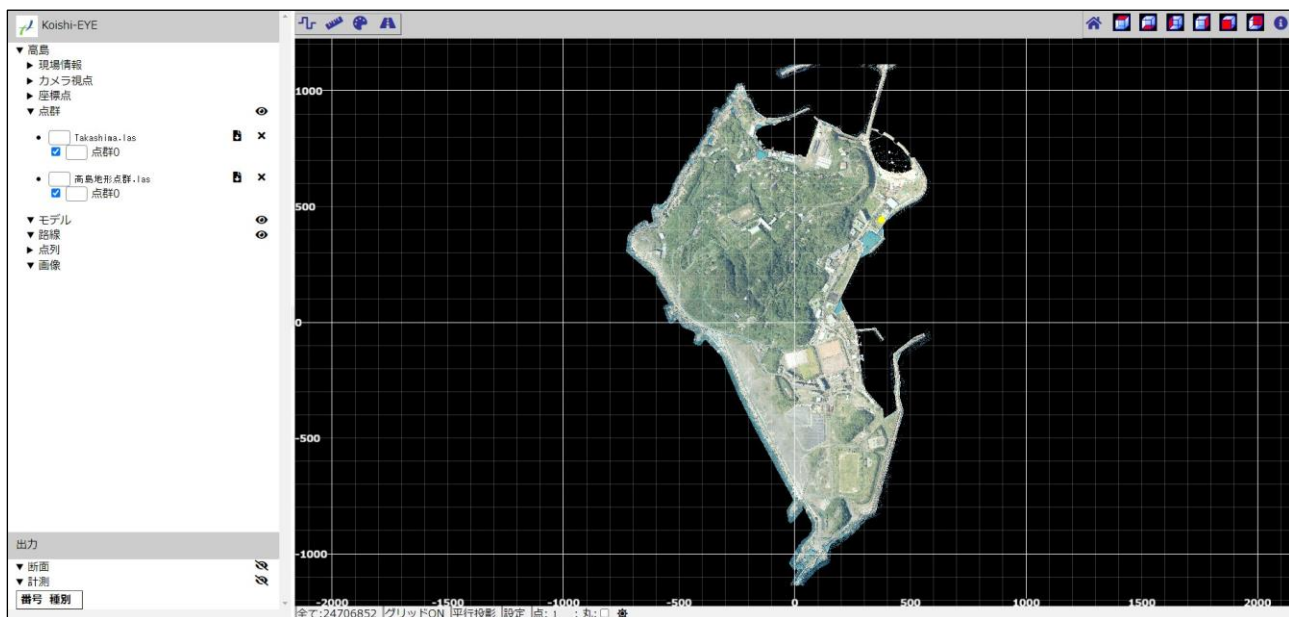 Koishi-EYE
▼ 高島
▶ 現場情報
▶ カメラ視点
▶ 座標点
▼ 点群
Takashima.las
点群0
高島地形点群.las
点群0
▼ モデル
▼ 路線
▶ 点列
▼ 画像
出力
▼ 断面
▼ 計測
番号 種別
1000
500
0
-500
-1000
-2000
-1500
-1000
-500
0
500
1000
1500
2000
全て:24706852 グリッドON 平行投影 設定 点: 1 : 丸: